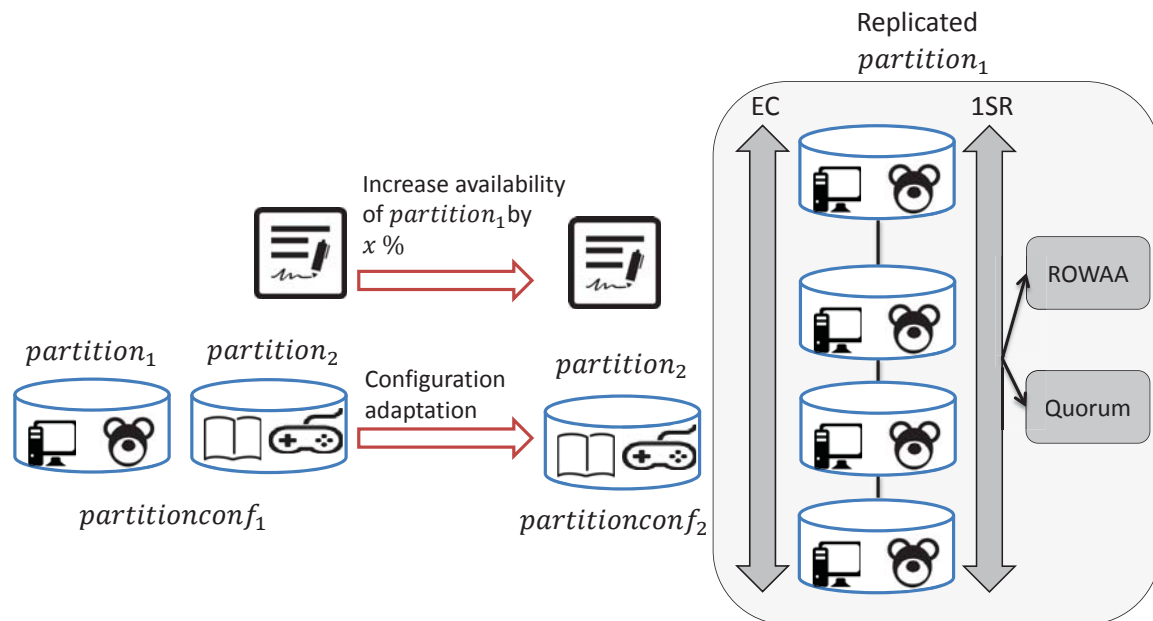 Replicated
partition₁
EC
1SR
Increase availability
of partition₁ by
x %
ROWAA
partition₁
partition₂
partition₂
Configuration
adaptation
Quorum
partitionconf₁
partitionconf₂